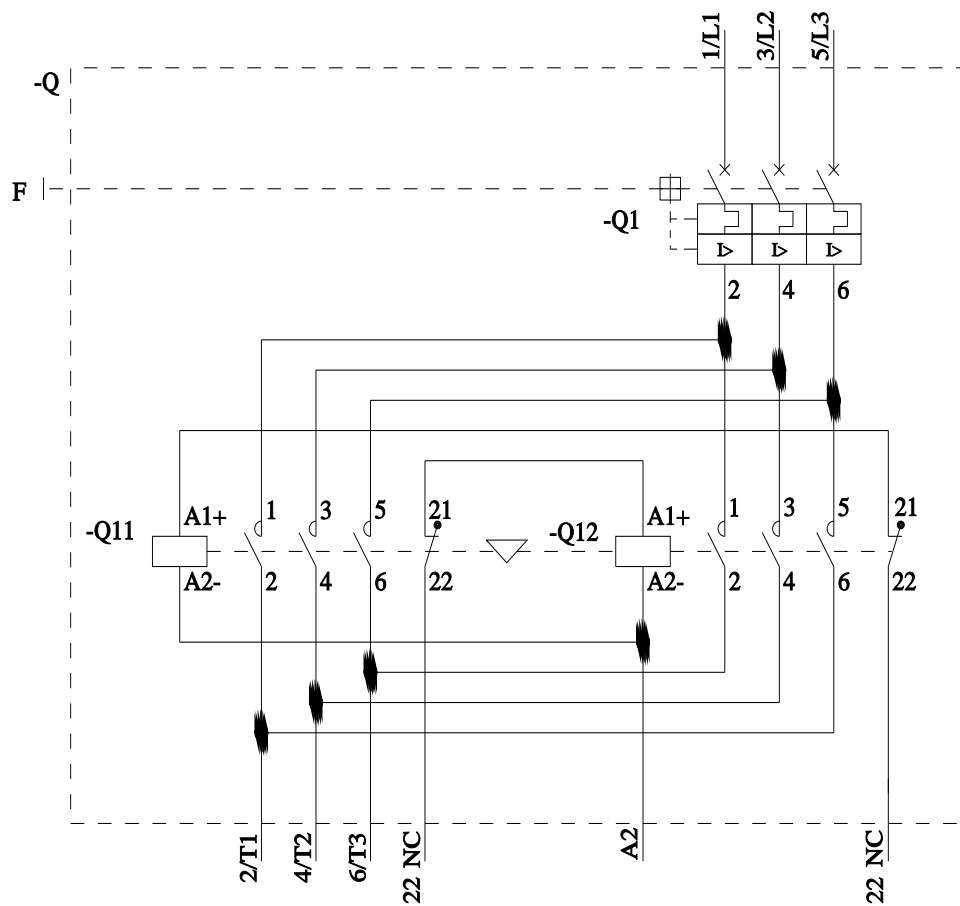 1/L1 3/L2 5/L3
-Q
F
-Q1
I> I> I>
2 4 6
-Q11 A1+ 1 3 5 21 -Q12 A1+ 1 3 5 21
A2- 2 4 6 22 A2- 2 4 6 22
2/T1 4/T2 6/T3 22 NC A2 22 NC